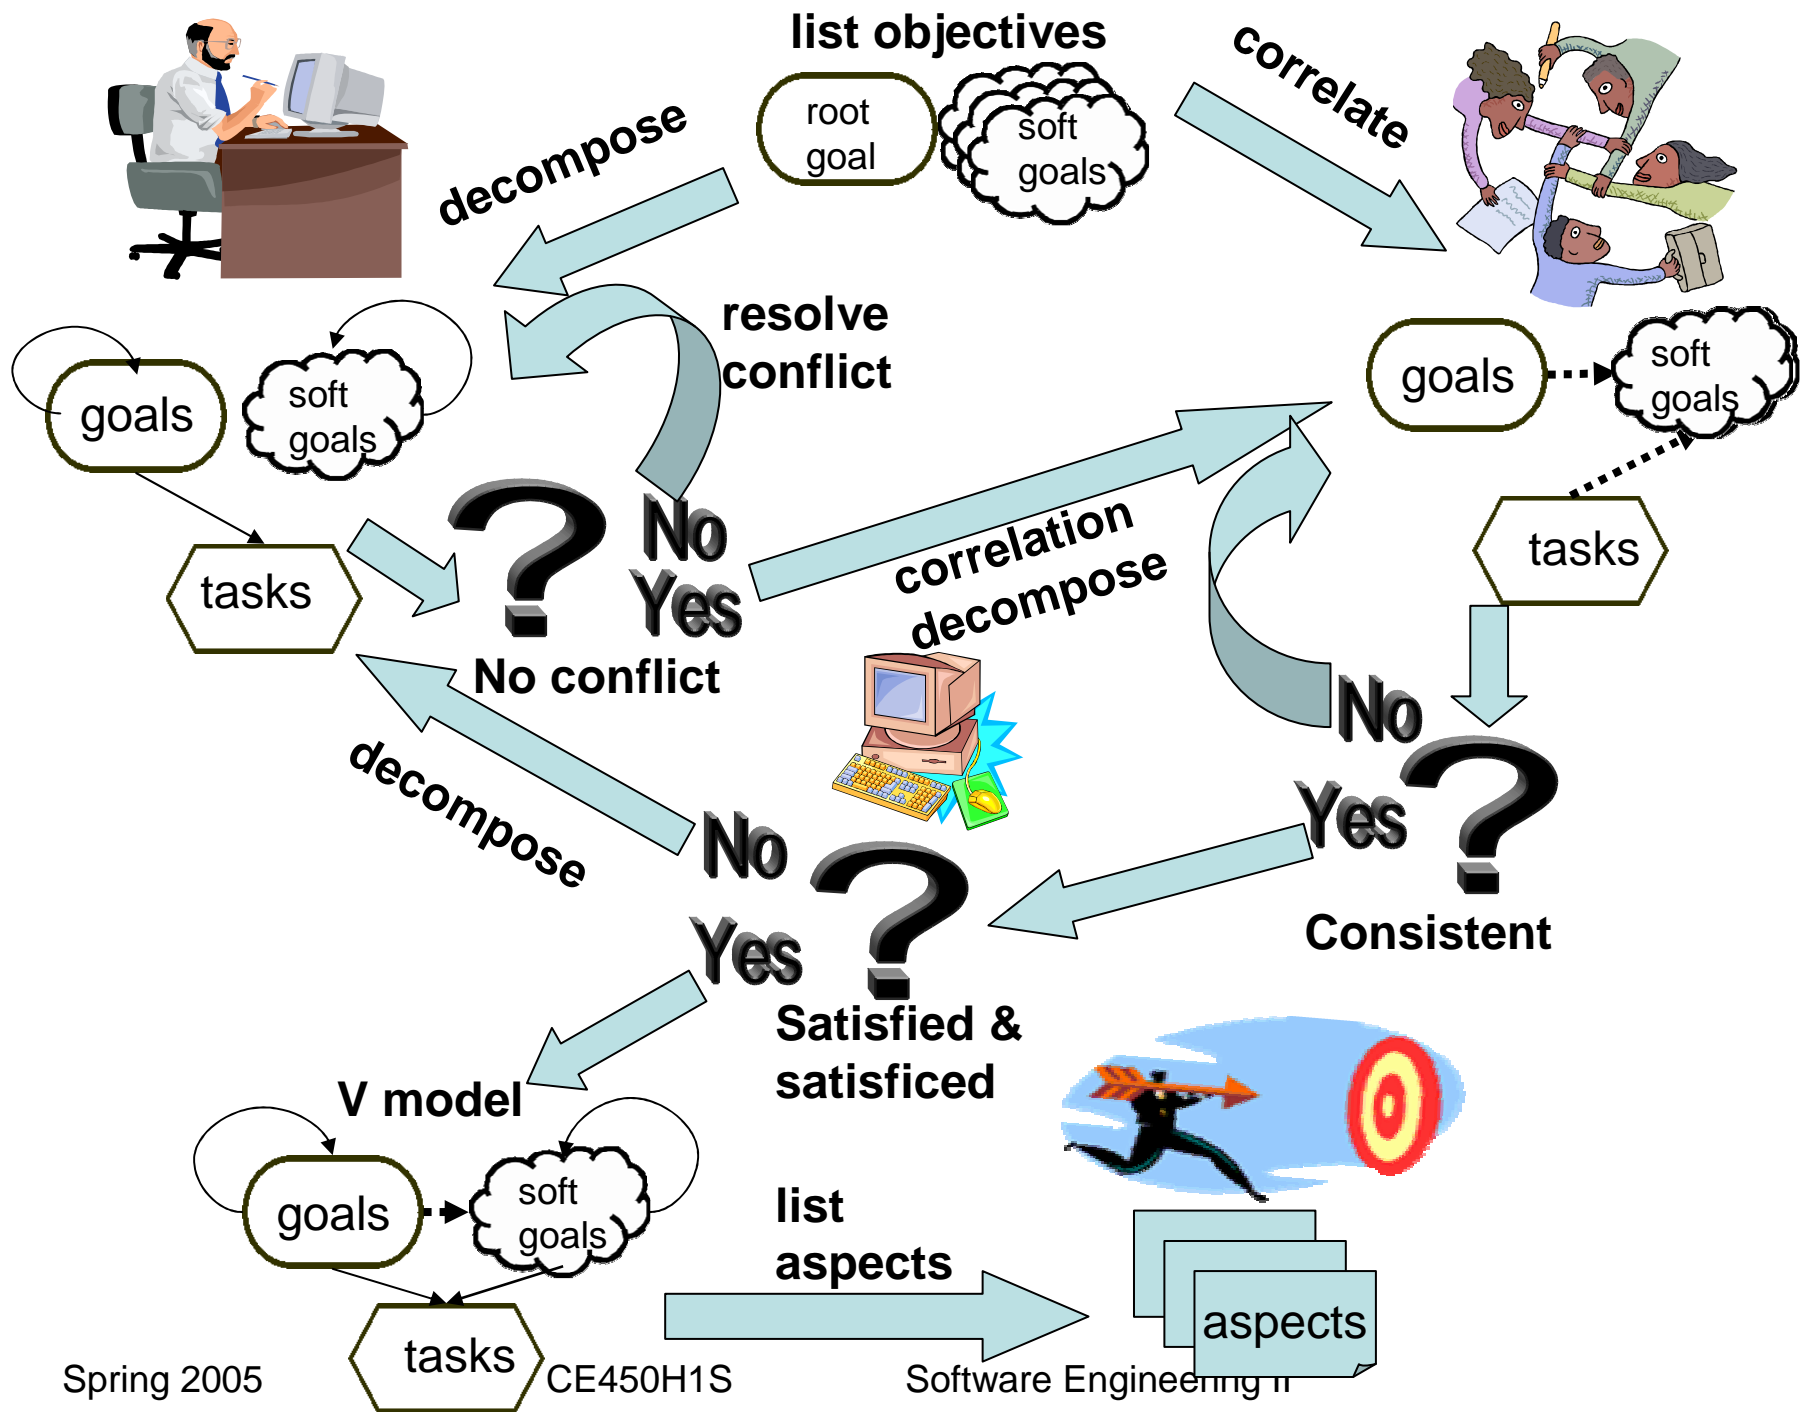 list objectives
correlate
root
goal
soft
goals
decompose
resolve
conflict
goals
soft
goals
goals
soft
goals
tasks
No
Yes
No conflict
correlation
decompose
tasks
No
Yes
Consistent
decompose
No
Yes
Satisfied &
satisficed
V model
goals
soft
goals
tasks
list
aspects
aspects
Spring 2005
CE450H1S
Software Engineering II